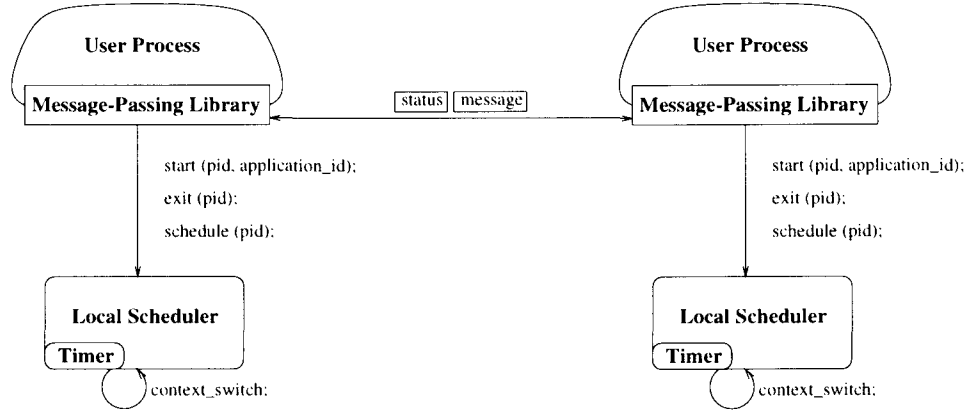 User Process
User Process
Message-Passing Library
status message
Message-Passing Library
start (pid, application_id);
start (pid, application_id);
exit (pid);
exit (pid);
schedule (pid);
schedule (pid);
Local Scheduler
Local Scheduler
Timer
Timer
context_switch;
context_switch;